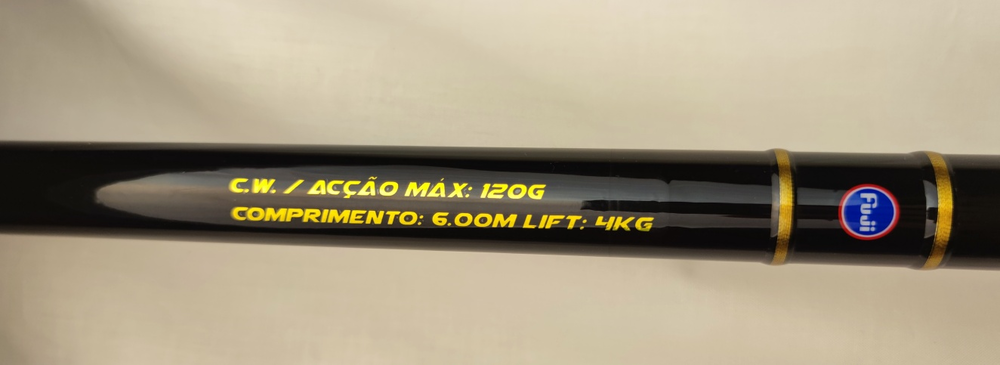 C.W. / ACÇÃO MÁX: 120G
COMPRIMENTO: 6.00M LIFT: 4KG
Fuji